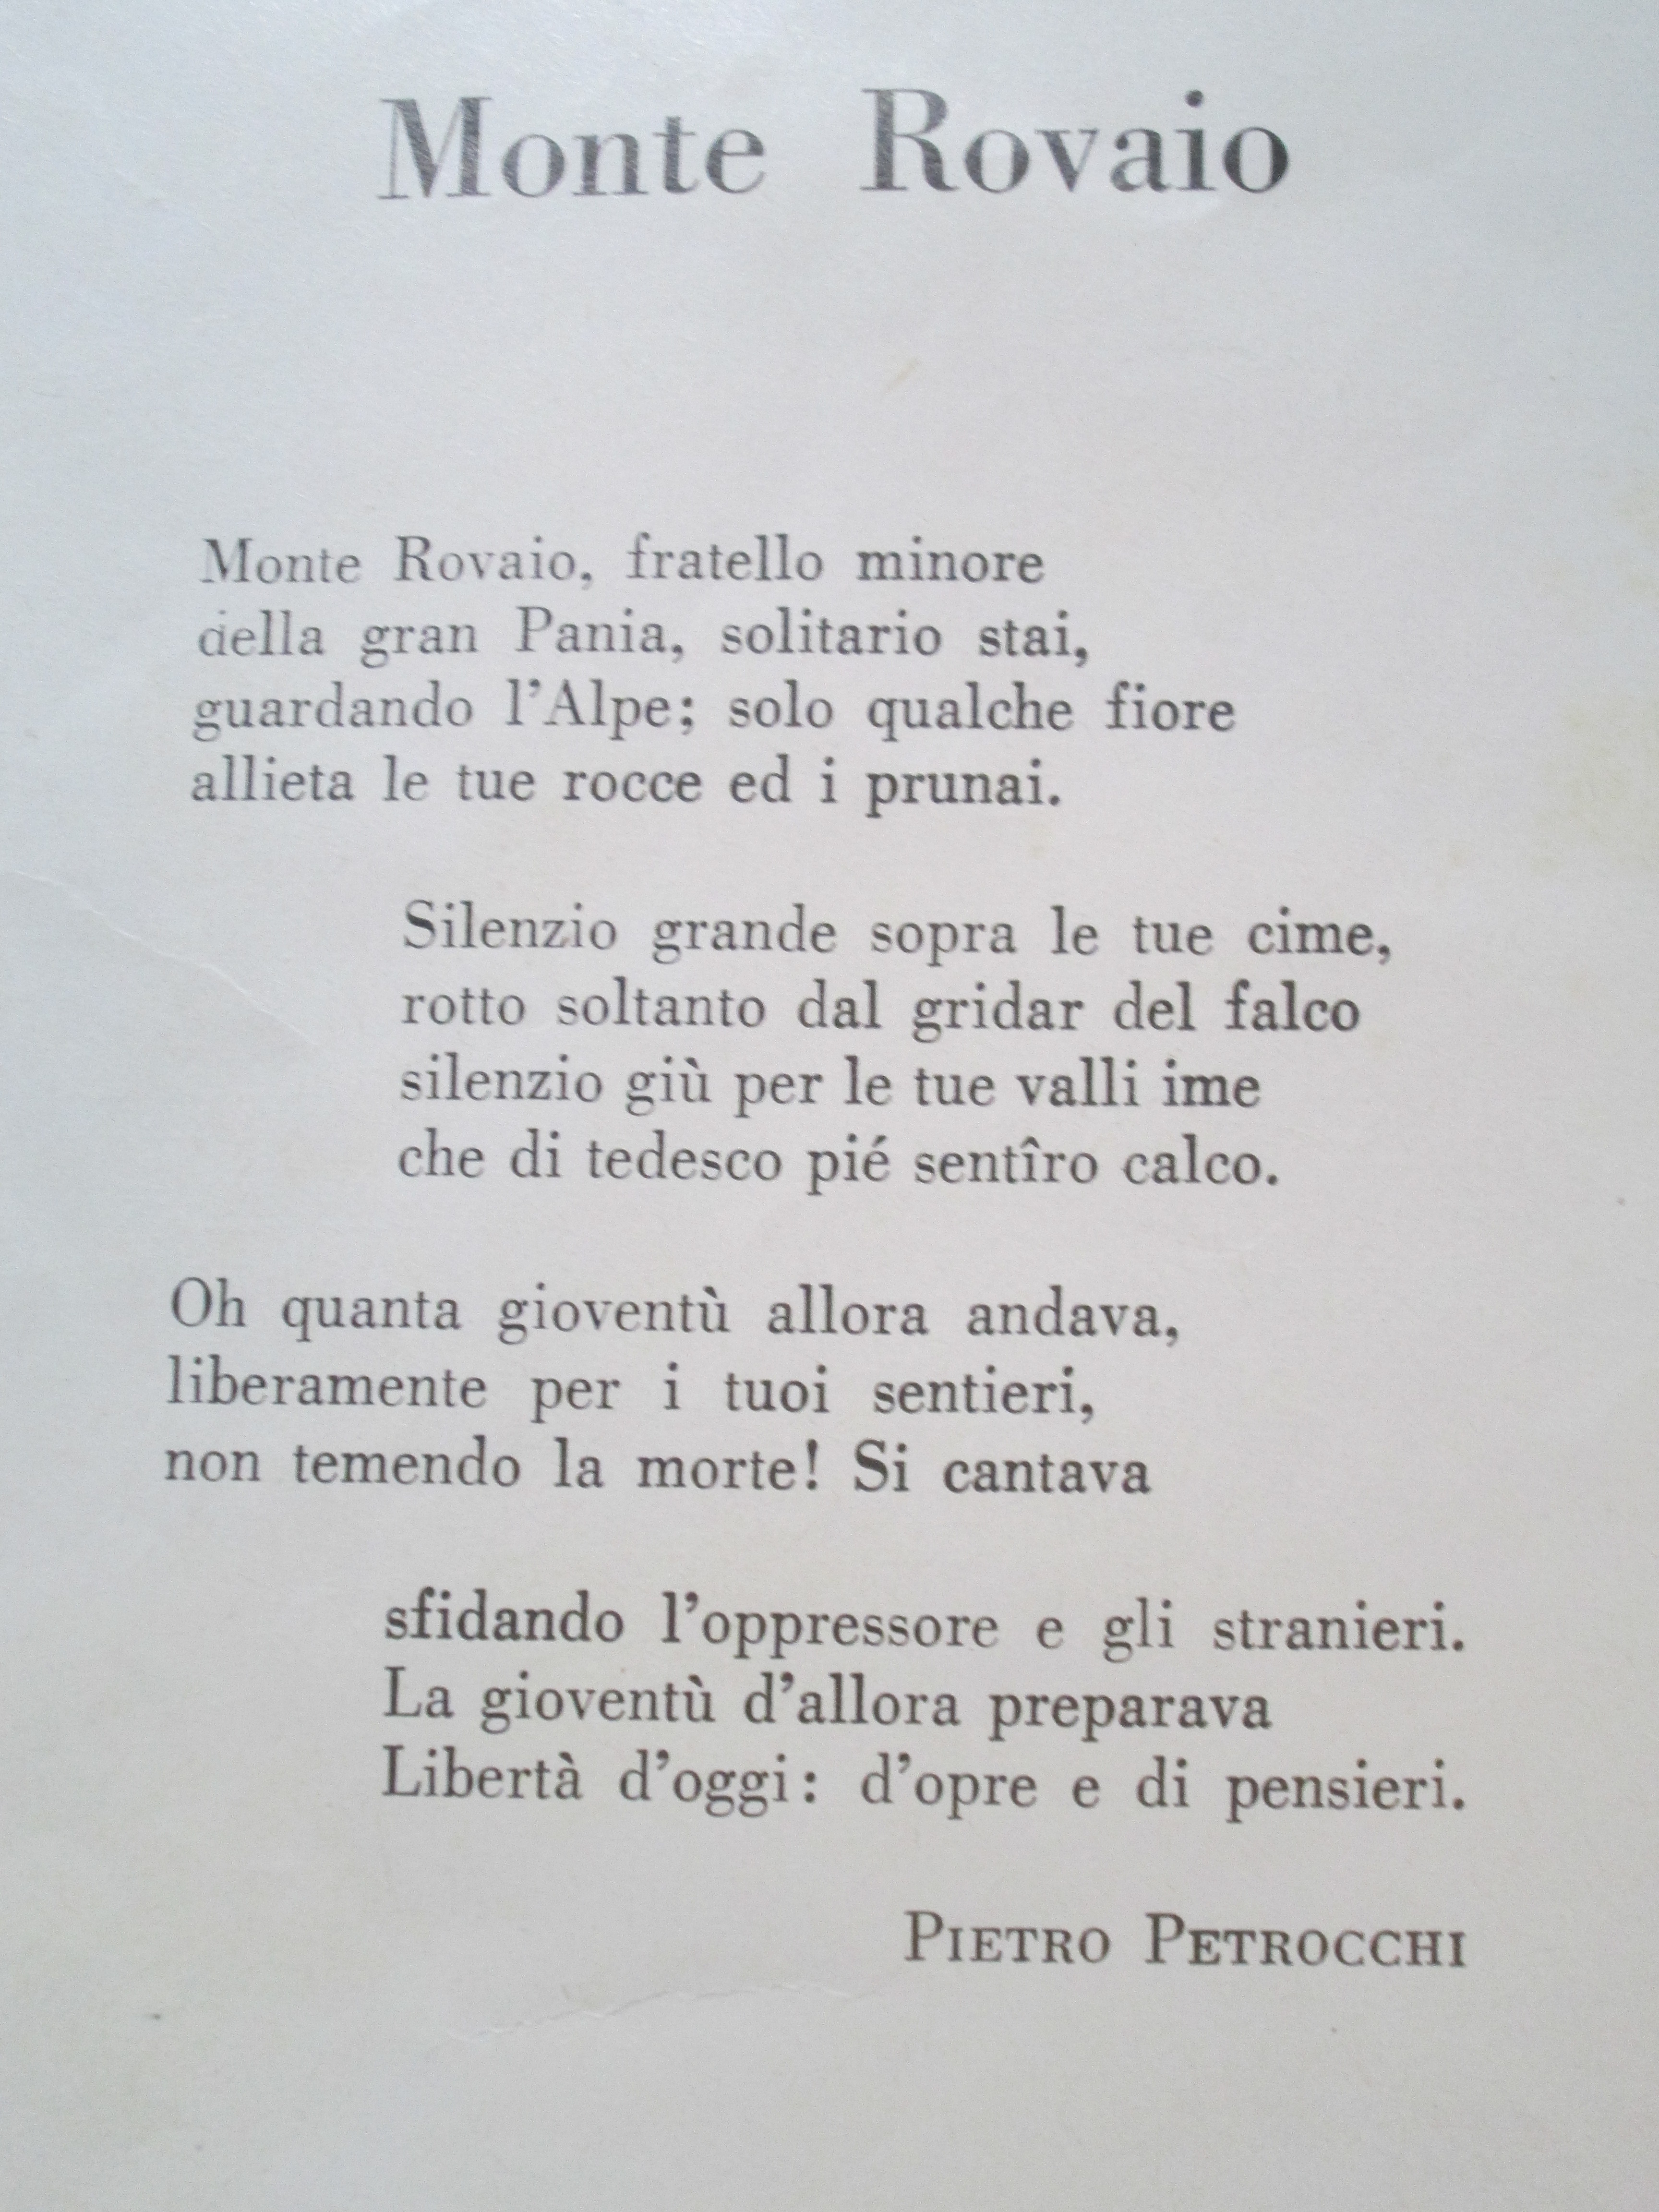 Monte Rovaio
Monte Rovaio, fratello minore
della gran Pania, solitario stai,
guardando l'Alpe; solo qualche fiore
allieta le tue rocce ed i prunai.
Silenzio grande sopra le tue cime,
rotto soltanto dal gridar del falco
silenzio giù per le tue valli ime
che di tedesco pié sentîro calco.
Oh quanta gioventù allora andava,
liberamente per i tuoi sentieri,
non temendo la morte! Si cantava
sfidando l'oppressore e gli stranieri.
La gioventù d'allora preparava
Libertà d'oggi: d'opre e di pensieri.
PIETRO PETROCCHI